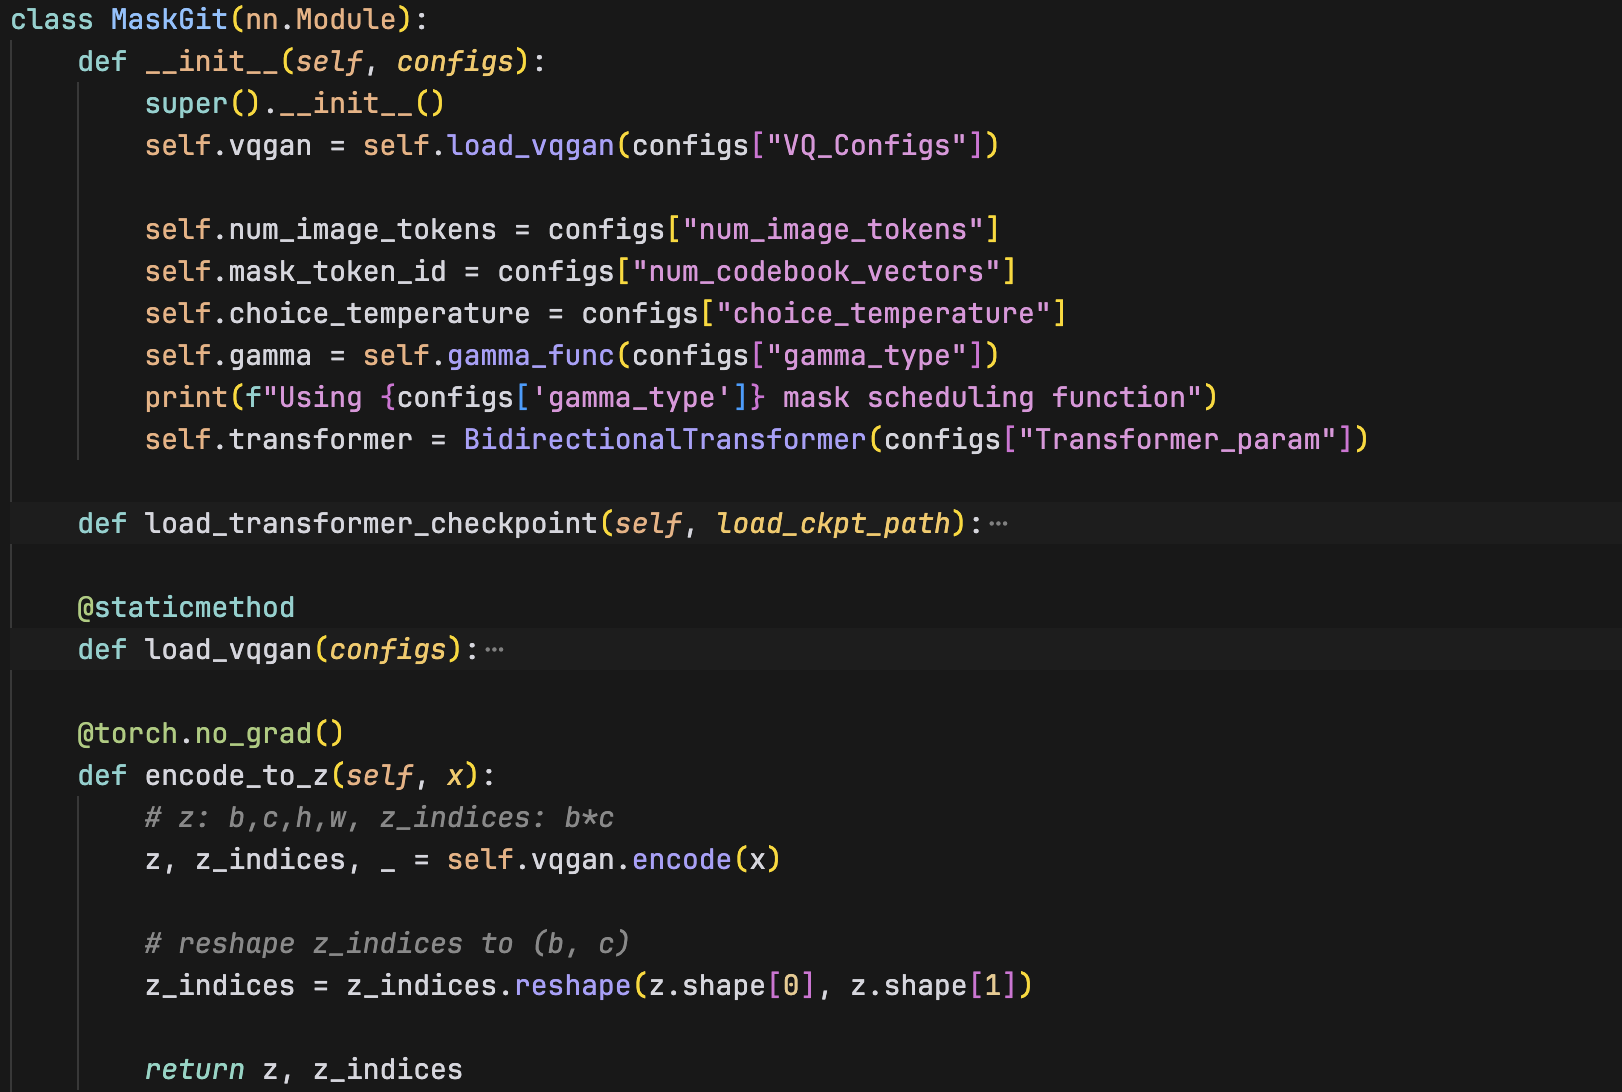 class MaskGit(nn.Module):
    def __init__(self, configs):
        super().__init__()
        self.vqgan = self.load_vqgan(configs["VQ_Configs"])

        self.num_image_tokens = configs["num_image_tokens"]
        self.mask_token_id = configs["num_codebook_vectors"]
        self.choice_temperature = configs["choice_temperature"]
        self.gamma = self.gamma_func(configs["gamma_type"])
        print(f"Using {configs['gamma_type']} mask scheduling function")
        self.transformer = BidirectionalTransformer(configs["Transformer_param"])

    def load_transformer_checkpoint(self, load_ckpt_path):⋯

    @staticmethod
    def load_vqgan(configs):⋯

    @torch.no_grad()
    def encode_to_z(self, x):
        # z: b,c,h,w, z_indices: b*c
        z, z_indices, _ = self.vqgan.encode(x)

        # reshape z_indices to (b, c)
        z_indices = z_indices.reshape(z.shape[0], z.shape[1])

        return z, z_indices